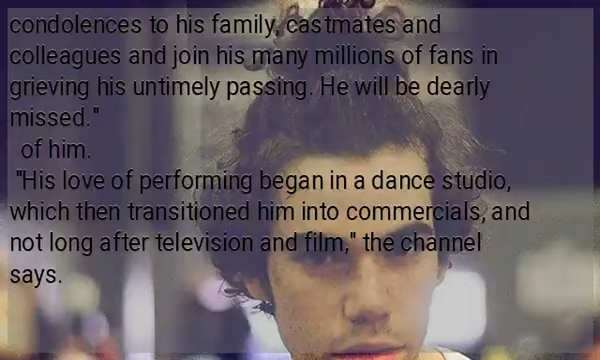 condolences to his family, castmates and
colleagues and join his many millions of fans in
grieving his untimely passing. He will be dearly
missed."
of him.
"His love of performing began in a dance studio,
which then transitioned him into commercials, and
not long after television and film," the channel
says.